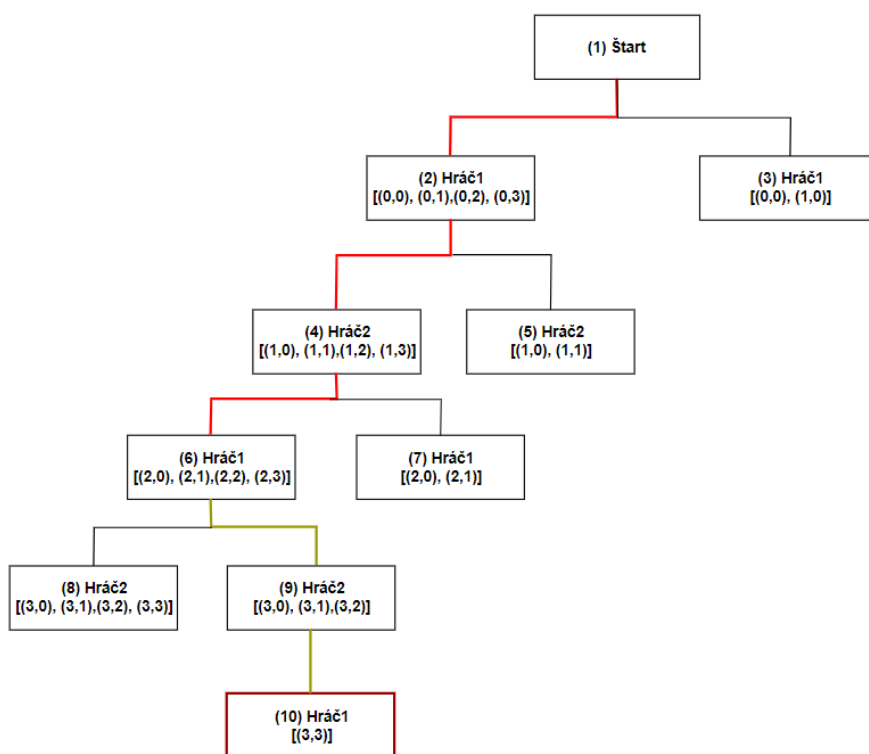 (1) Štart
(2) Hráč1
[(0,0), (0,1),(0,2), (0,3)]
(3) Hráč1
[(0,0), (1,0)]
(4) Hráč2
[(1,0), (1,1),(1,2), (1,3)]
(5) Hráč2
[(1,0), (1,1)]
(6) Hráč1
[(2,0), (2,1),(2,2), (2,3)]
(7) Hráč1
[(2,0), (2,1)]
(8) Hráč2
[(3,0), (3,1),(3,2), (3,3)]
(9) Hráč2
[(3,0), (3,1),(3,2)]
(10) Hráč1
[(3,3)]